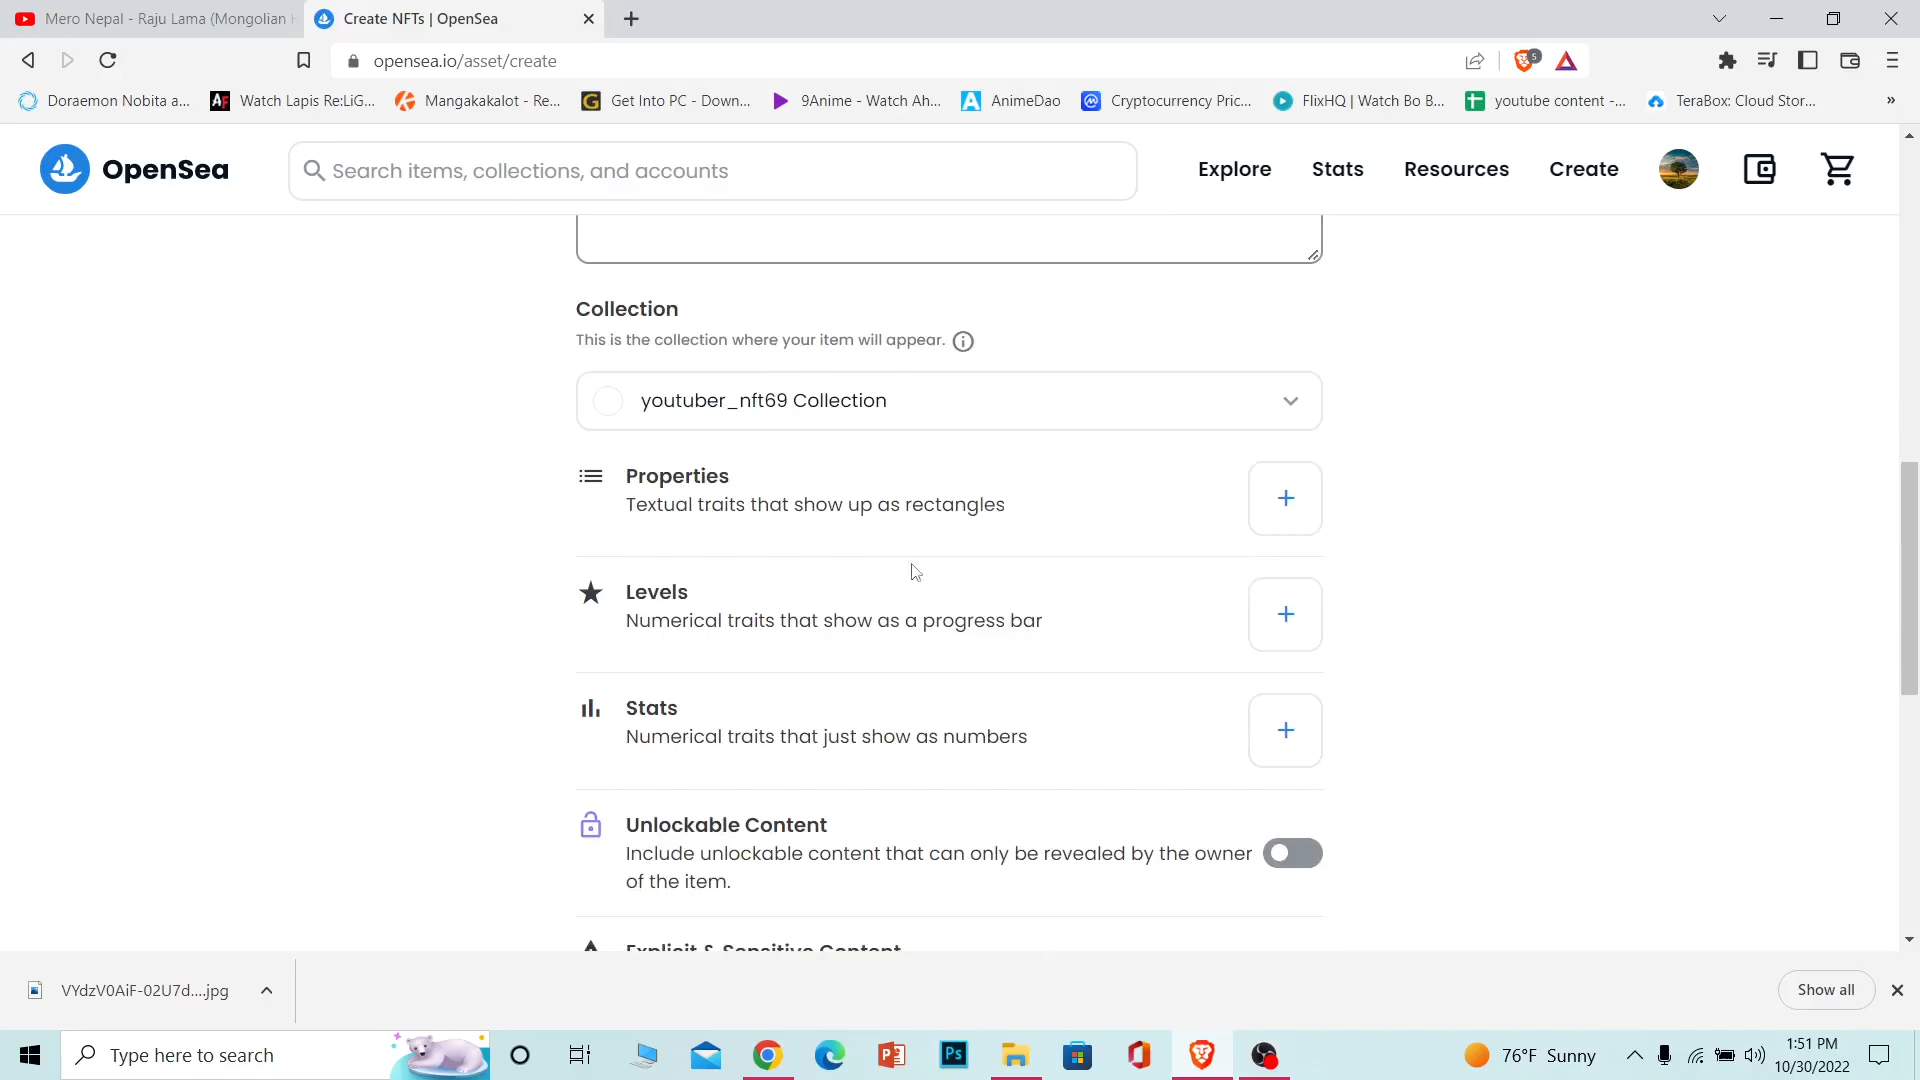 Mero Nepal - Raju Lama (Mongolian
Create NFTs | OpenSea
opensea.io/asset/create
5
Doraemon Nobita a...
Watch Lapis Re:LiG...
Mangakakalot - Re...
Get Into PC - Down...
9Anime - Watch Ah...
AnimeDao
Cryptocurrency Pric...
FlixHQ | Watch Bo B...
youtube content -...
TeraBox: Cloud Stor...
OpenSea
Search items, collections, and accounts
Explore
Stats
Resources
Create
Collection
This is the collection where your item will appear.
youtuber_nft69 Collection
Properties
Textual traits that show up as rectangles
Levels
Numerical traits that show as a progress bar
Stats
Numerical traits that just show as numbers
Unlockable Content
Include unlockable content that can only be revealed by the owner
of the item.
Explicit & Sensitive Content
VYdzV0AiF-02U7d....jpg
Show all
Type here to search
76°F Sunny
1:51 PM
10/30/2022